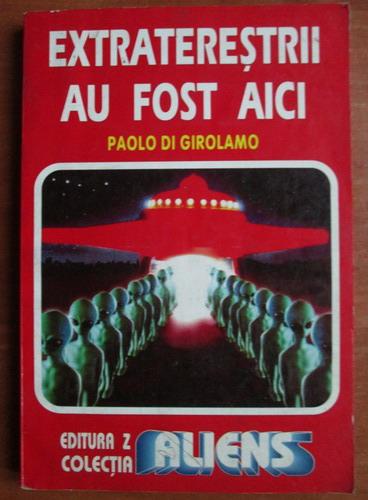 EXTRATEREȘTRII
AU FOST AICI
PAOLO DI GIROLAMO
EDITURA Z
COLECȚIA
ALIENS